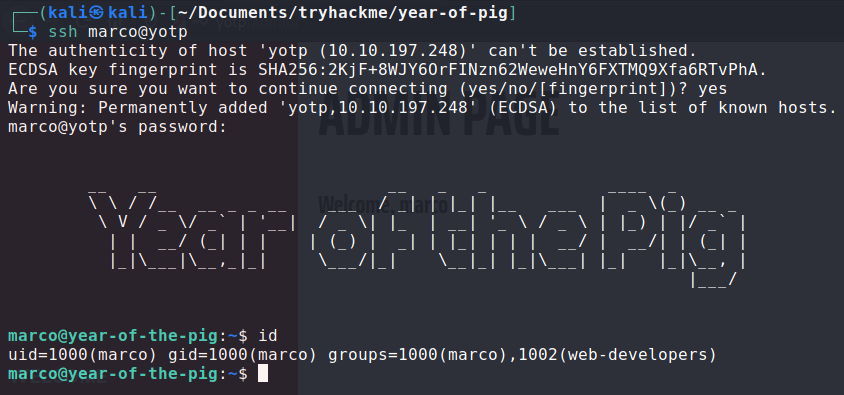 ┌──(kali㉿kali)-[~/Documents/tryhackme/year-of-pig]
└─$ ssh marco@yotp
The authenticity of host 'yotp (10.10.197.248)' can't be established.
ECDSA key fingerprint is SHA256:2KjF+8WJY6OrFINzn62WeweHnY6FXTMQ9Xfa6RTvPhA.
Are you sure you want to continue connecting (yes/no/[fingerprint])? yes
Warning: Permanently added 'yotp,10.10.197.248' (ECDSA) to the list of known hosts.
marco@yotp's password:
ADMIN PAGE
Welcome, marco
Year of the Pig
marco@year-of-the-pig:~$ id
uid=1000(marco) gid=1000(marco) groups=1000(marco),1002(web-developers)
marco@year-of-the-pig:~$